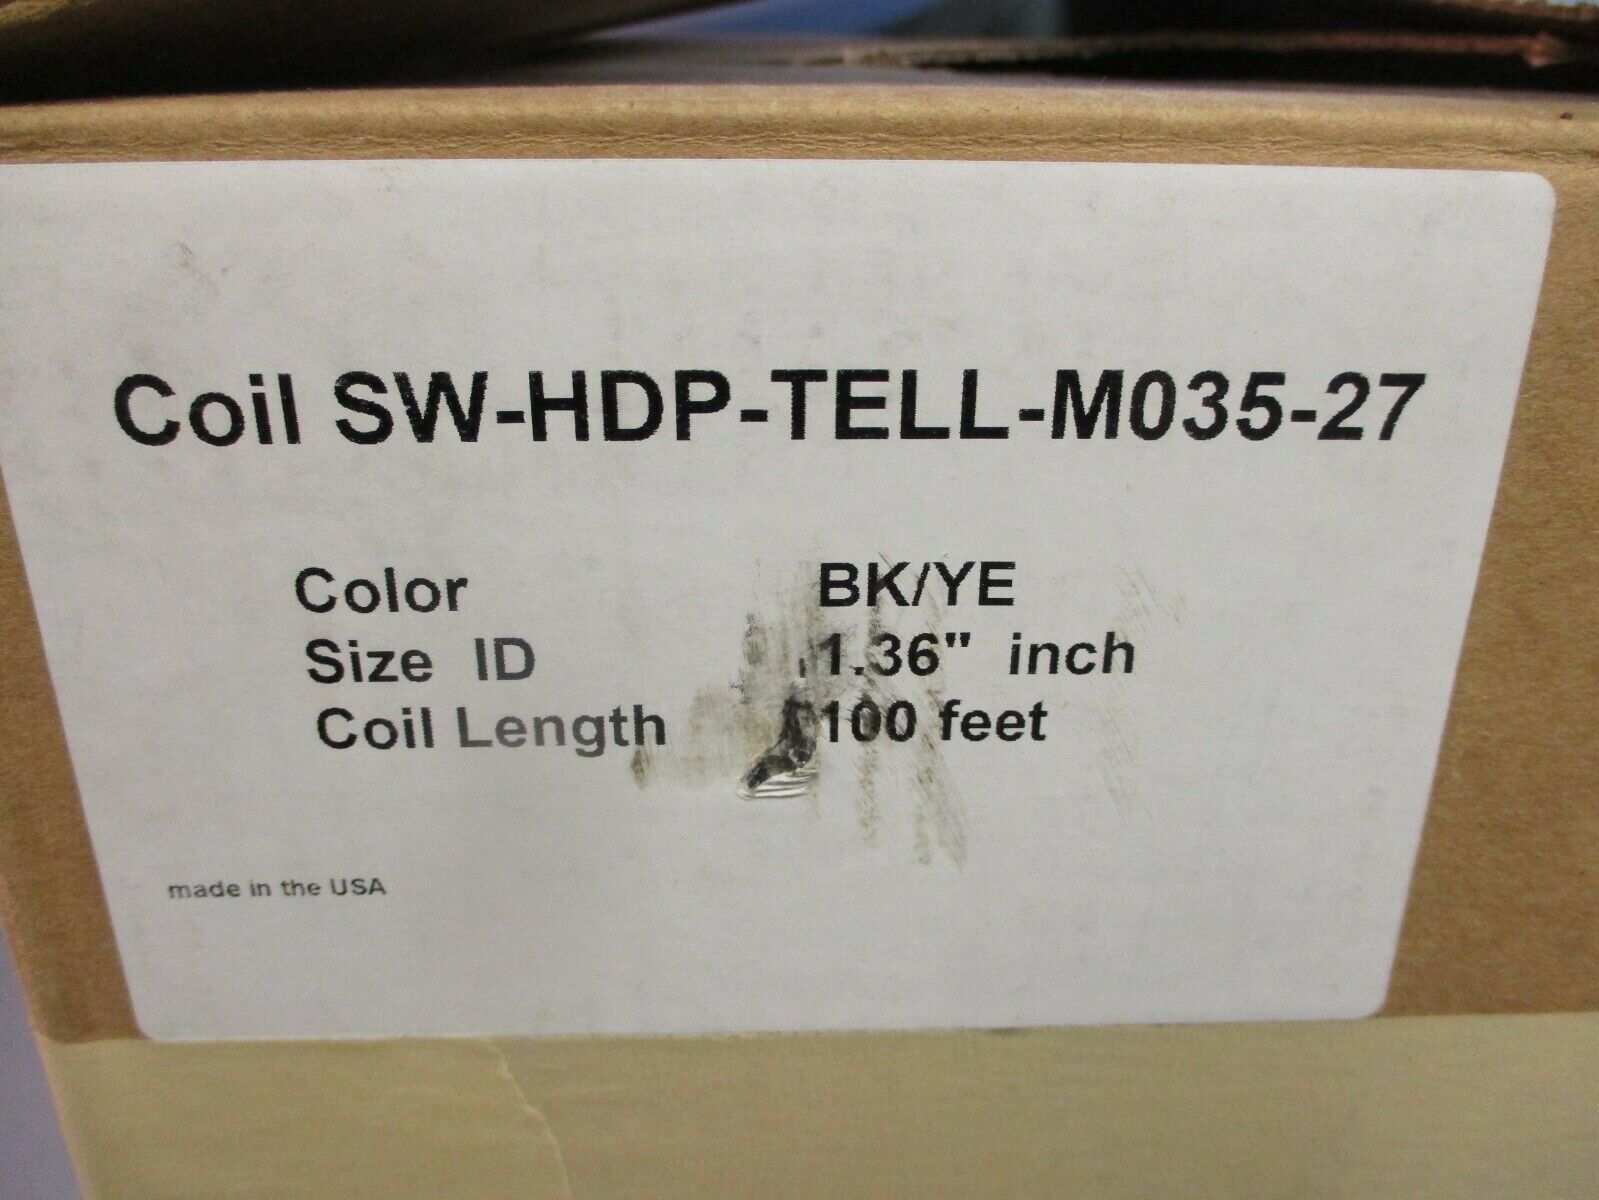 Coil SW-HDP-TELL-M035-27
Color BK/YE
Size ID 1.36" inch
Coil Length 100 feet
made in the USA